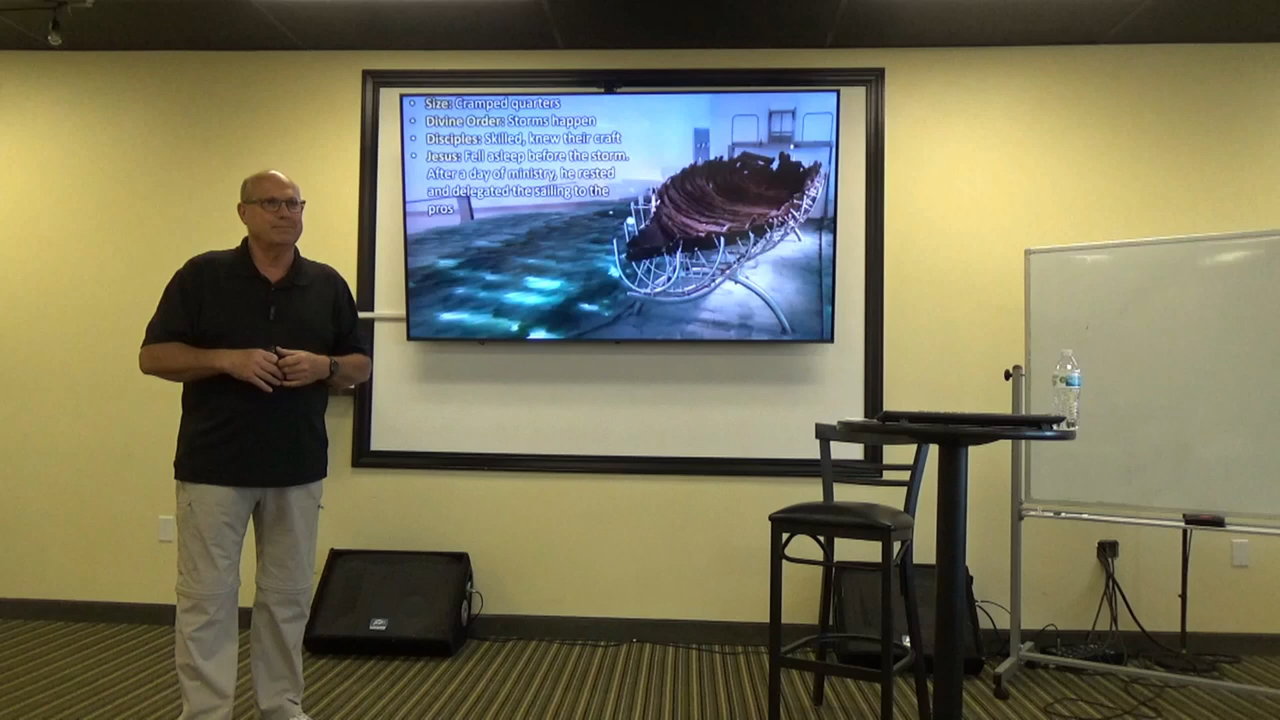 • Size: Cramped quarters
• Divine Order: Storms happen
• Disciples: Skilled, knew their craft
• Jesus: Fell asleep before the storm.
After a day of ministry, he rested
and delegated the sailing to the
pros